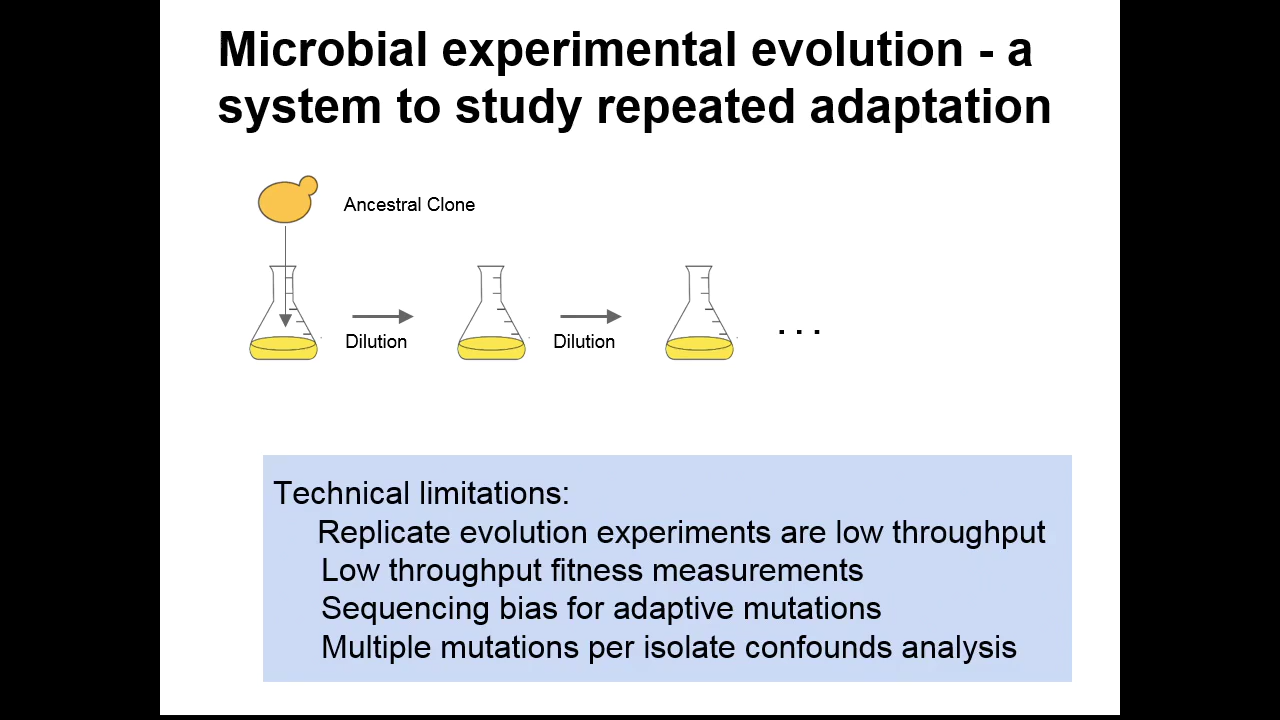 Microbial experimental evolution - a
system to study repeated adaptation
Ancestral Clone
Dilution
Dilution
. . .
Technical limitations:
Replicate evolution experiments are low throughput
Low throughput fitness measurements
Sequencing bias for adaptive mutations
Multiple mutations per isolate confounds analysis